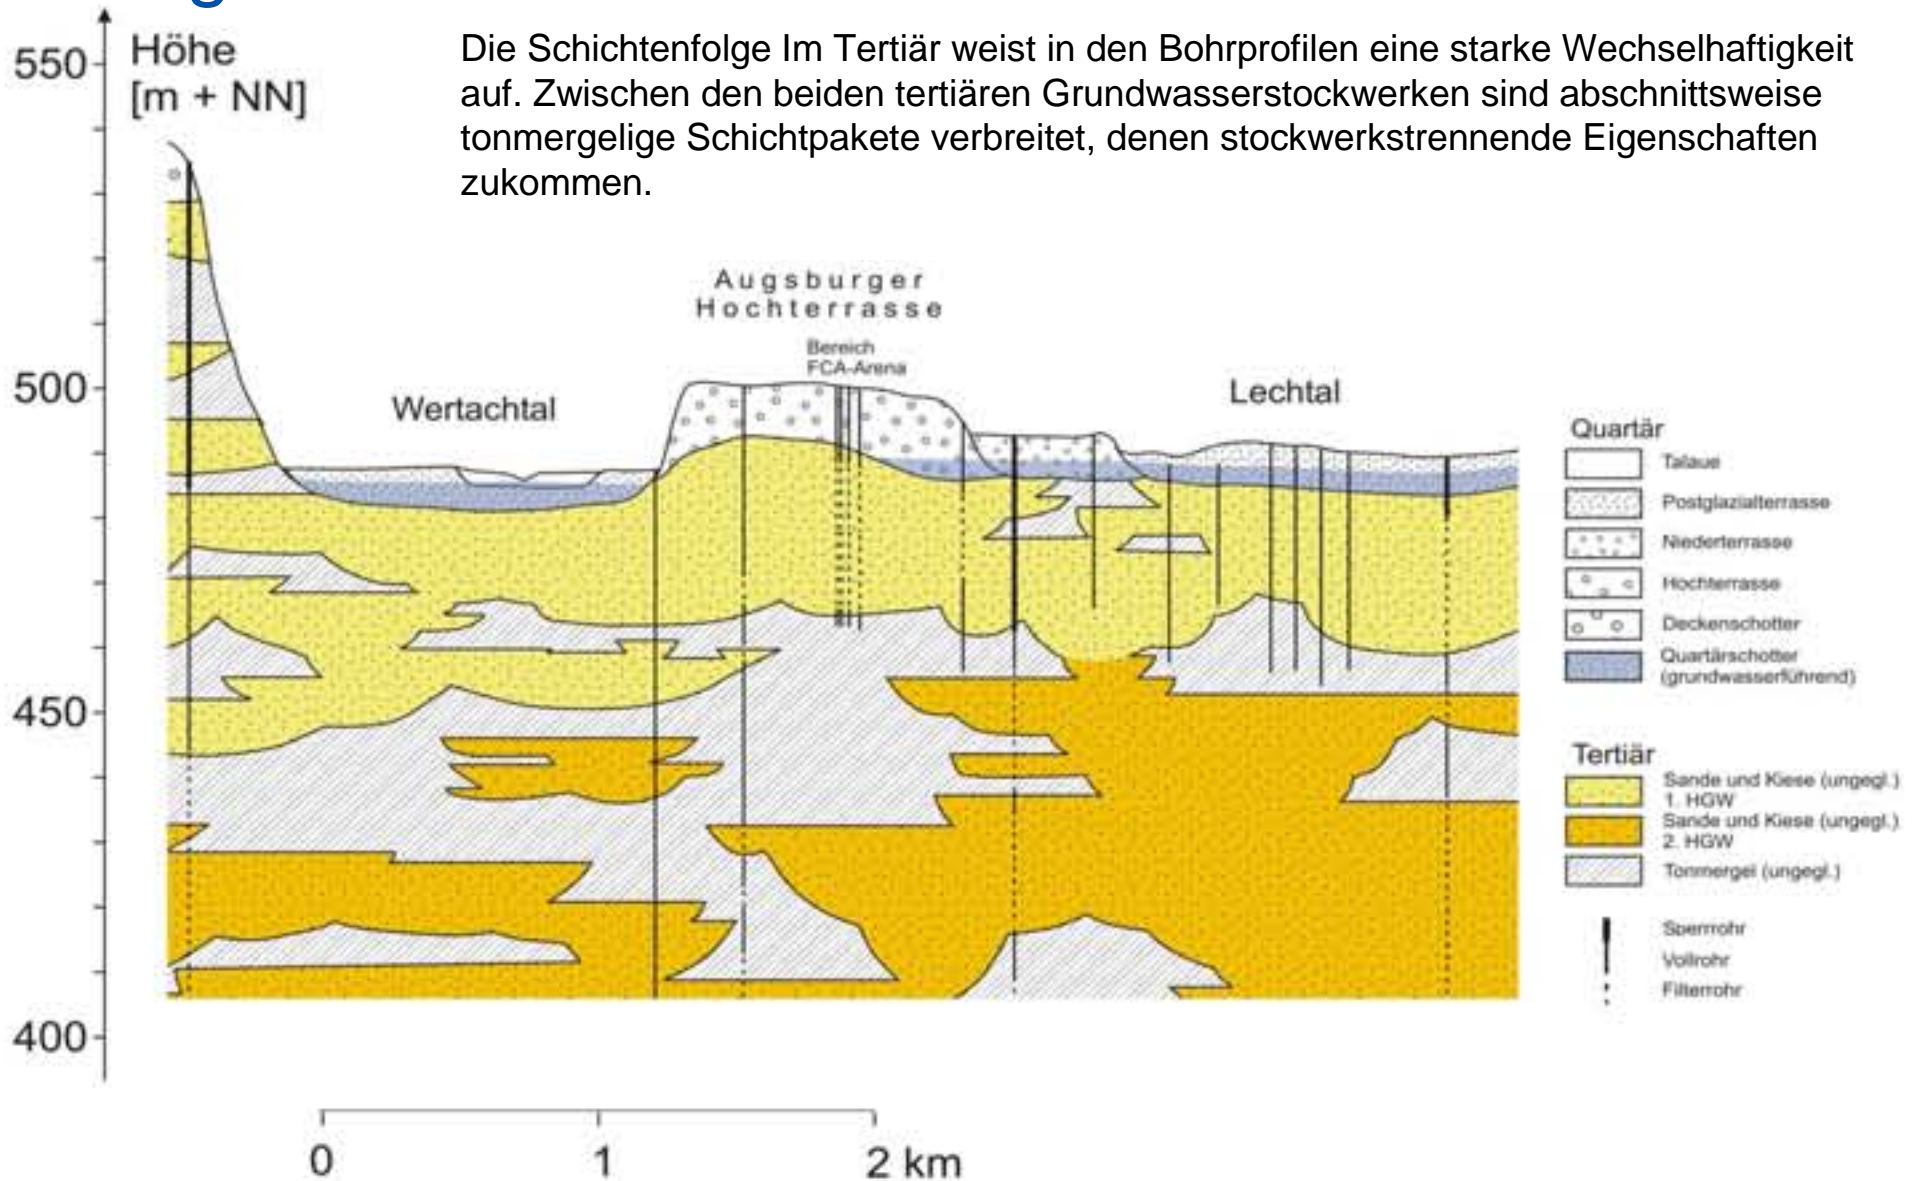 550
Höhe
[m + NN]
Die Schichtenfolge Im Tertiär weist in den Bohrprofilen eine starke Wechselhaftigkeit
auf. Zwischen den beiden tertiären Grundwasserstockwerken sind abschnittsweise
tonmergelige Schichtpakete verbreitet, denen stockwerkstrennende Eigenschaften
zukommen.
Augsburger
Hochterrasse
Bereich
FCA-Arena
500
Wertachtal
Lechtal
Quartär
Talaue
Postglazialterrasse
Niederterrasse
Hochterrasse
Deckenschotter
Quartärschotter
(grundwasserführend)
450
Tertiär
Sande und Kiese (ungegl.)
1. HGW
Sande und Kiese (ungegl.)
2. HGW
Tonmergel (ungegl.)
Sperrrohr
Vollrohr
Filterrohr
400
0 1 2 km